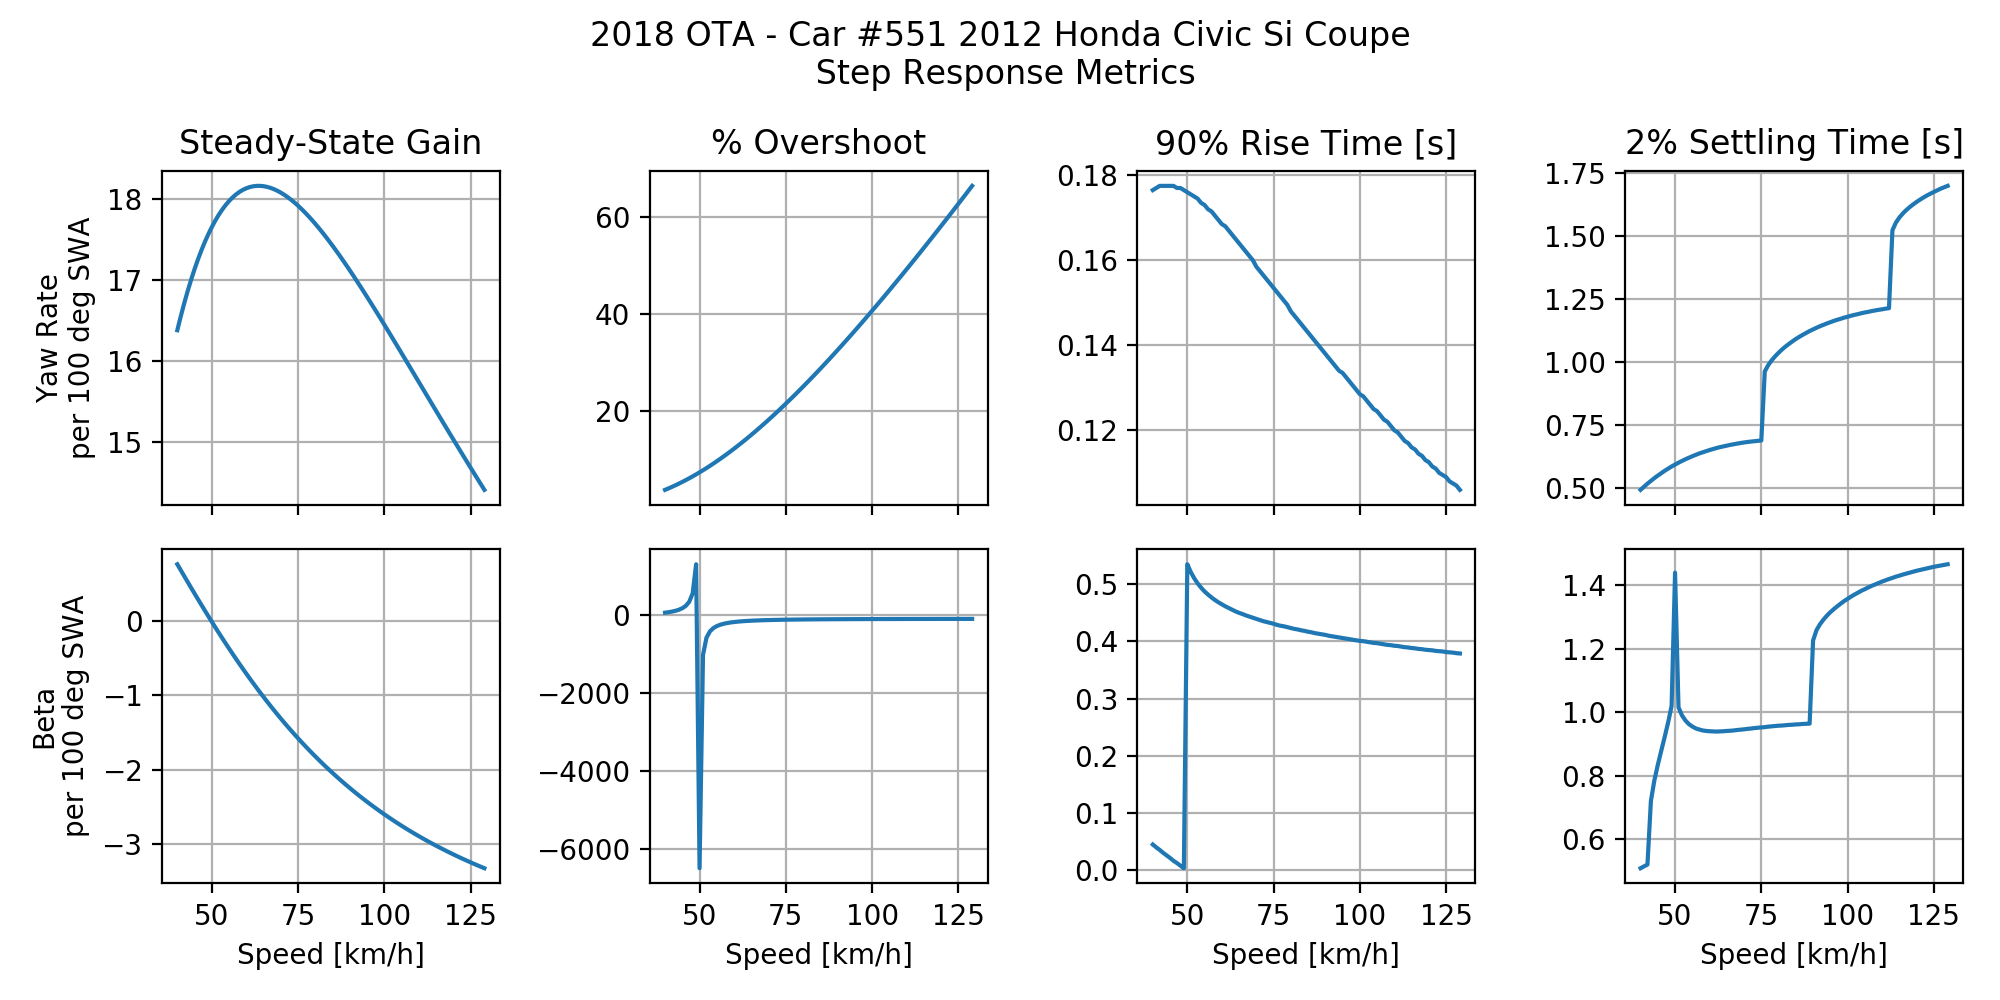 2018 OTA - Car #551 2012 Honda Civic Si Coupe
Step Response Metrics
Steady-State Gain
% Overshoot
90% Rise Time [s]
2% Settling Time [s]
Yaw Rate
per 100 deg SWA
18
17
16
15
60
40
20
0.18
0.16
0.14
0.12
1.75
1.50
1.25
1.00
0.75
0.50
Beta
per 100 deg SWA
0
−1
−2
−3
0
−2000
−4000
−6000
0.5
0.4
0.3
0.2
0.1
0.0
1.4
1.2
1.0
0.8
0.6
50 75 100 125
50 75 100 125
50 75 100 125
50 75 100 125
Speed [km/h]
Speed [km/h]
Speed [km/h]
Speed [km/h]